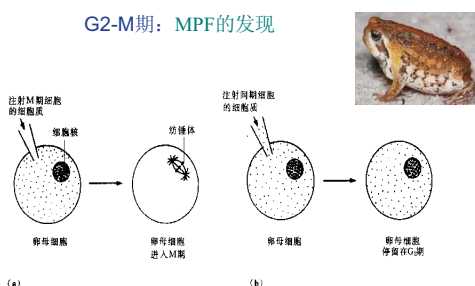 G2-M期：MPF的发现
注射M期细胞
的细胞质
细胞核
纺锤体
卵母细胞
卵母细胞
进入M期
(a)
注射间期细胞
的细胞质
卵母细胞
卵母细胞
停留在G₂期
(b)